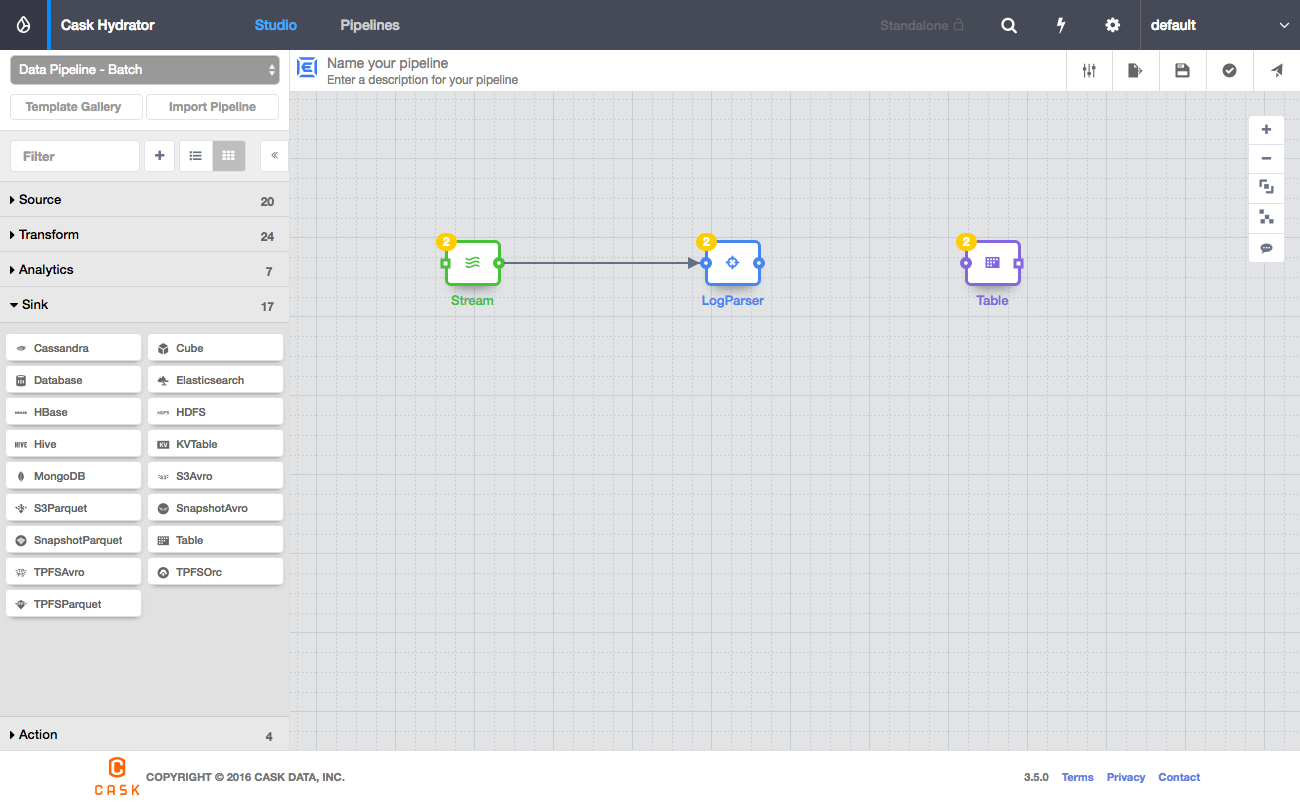 Cask Hydrator
Studio
Pipelines
Standalone
default
Data Pipeline - Batch
Template Gallery
Import Pipeline
Name your pipeline
Enter a description for your pipeline
Filter
Source 20
Transform 24
Analytics 7
Sink 17
Cassandra
Cube
Database
Elasticsearch
HBase
HDFS
Hive
KVTable
MongoDB
S3Avro
S3Parquet
SnapshotAvro
SnapshotParquet
Table
TPFSAvro
TPFSOrc
TPFSParquet
Action 4
2
Stream
2
LogParser
2
Table
CASK
COPYRIGHT © 2016 CASK DATA, INC.
3.5.0
Terms
Privacy
Contact